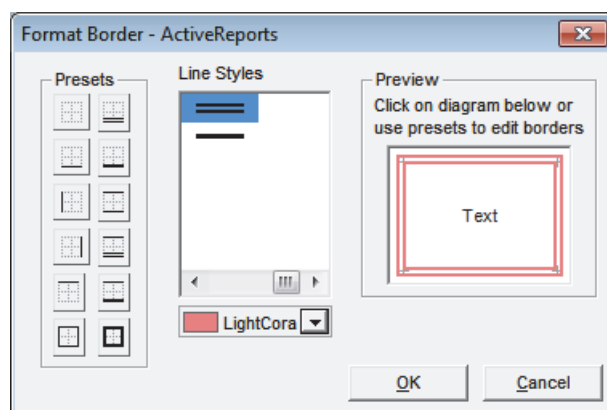 Format Border - ActiveReports
Presets
Line Styles
LightCora
Preview
Click on diagram below or
use presets to edit borders
Text
OK
Cancel